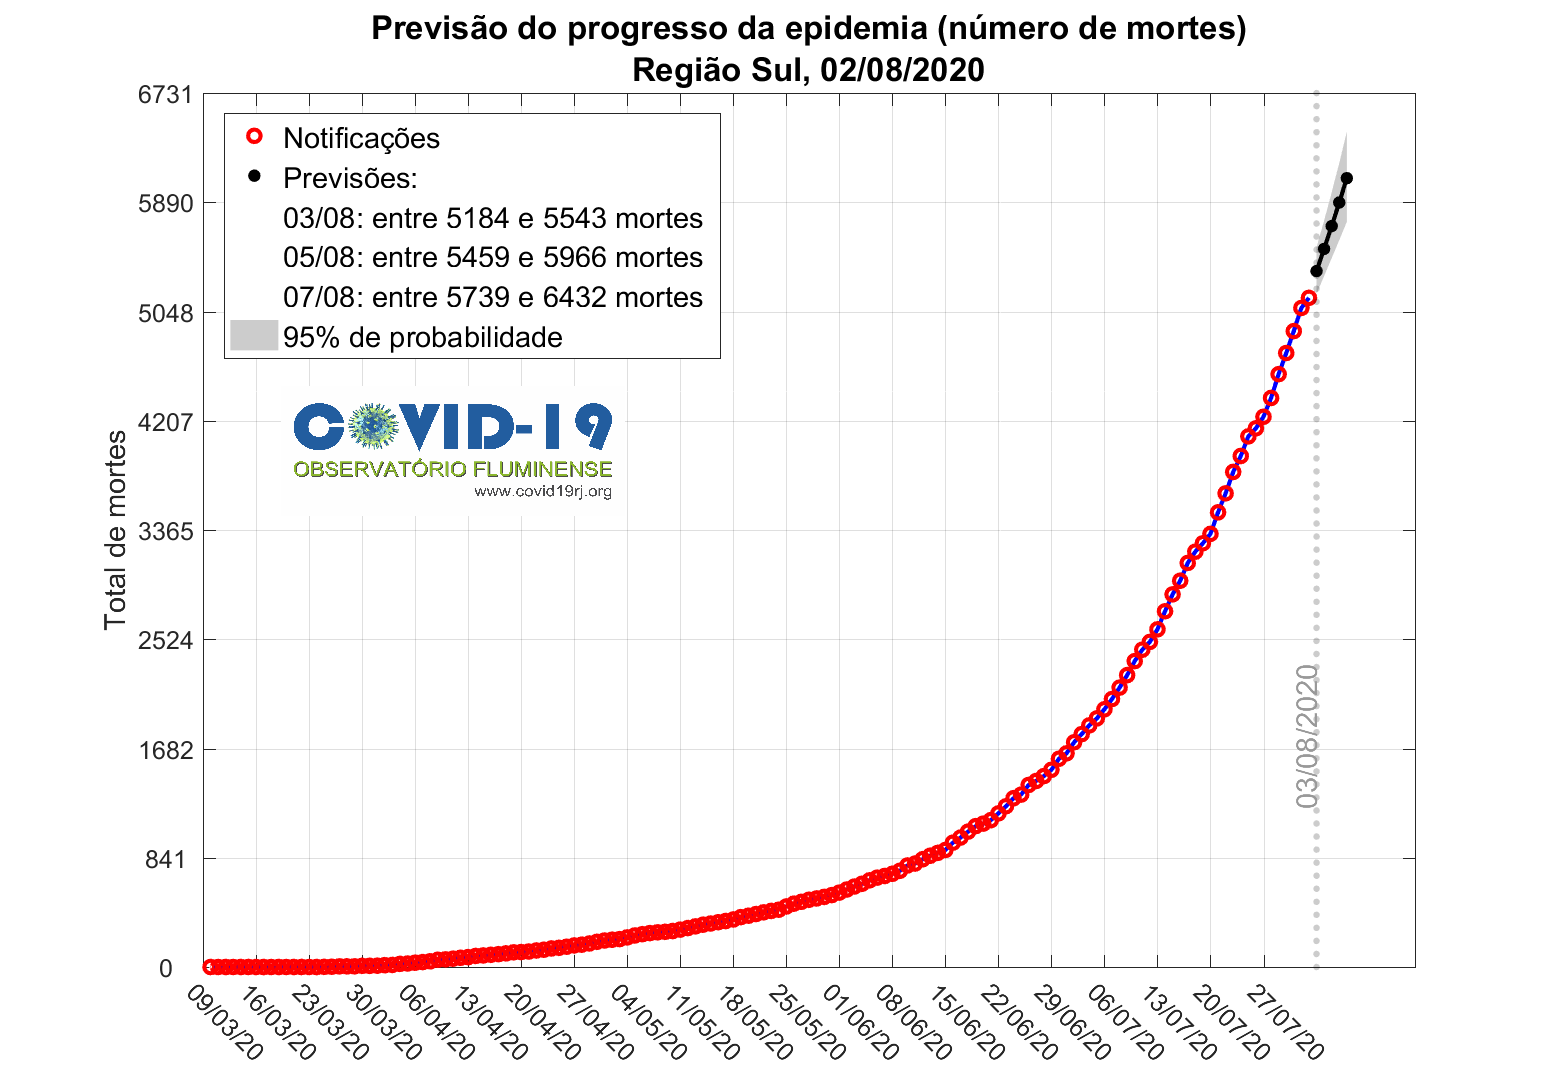 Previsão do progresso da epidemia (número de mortes)
Região Sul, 02/08/2020
6731
5890
5048
4207
3365
2524
1682
841
0
Total de mortes
Notificações
Previsões:
03/08: entre 5184 e 5543 mortes
05/08: entre 5459 e 5966 mortes
07/08: entre 5739 e 6432 mortes
95% de probabilidade
COVID-19
OBSERVATÓRIO FLUMINENSE
www.covid19rj.org
03/08/2020
09/03/20
16/03/20
23/03/20
30/03/20
06/04/20
13/04/20
20/04/20
27/04/20
04/05/20
11/05/20
18/05/20
25/05/20
01/06/20
08/06/20
15/06/20
22/06/20
29/06/20
06/07/20
13/07/20
20/07/20
27/07/20